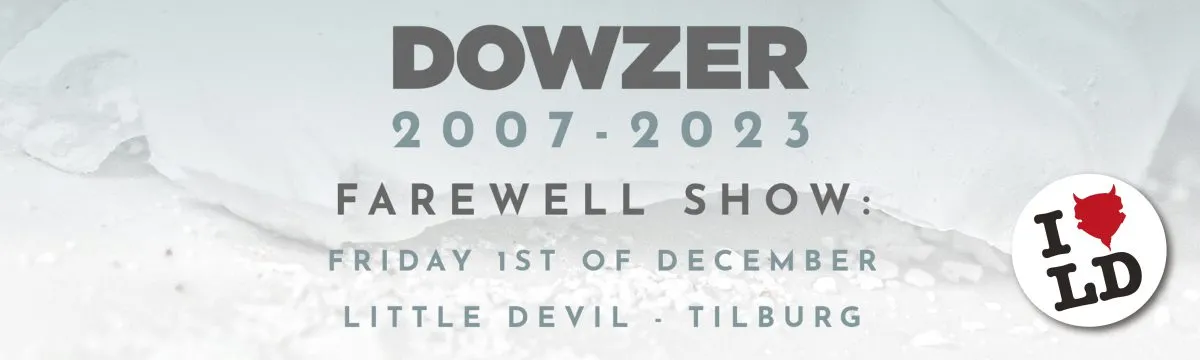 DOWZER
2007-2023
FAREWELL SHOW:
FRIDAY 1ST OF DECEMBER
LITTLE DEVIL - TILBURG
I
LD